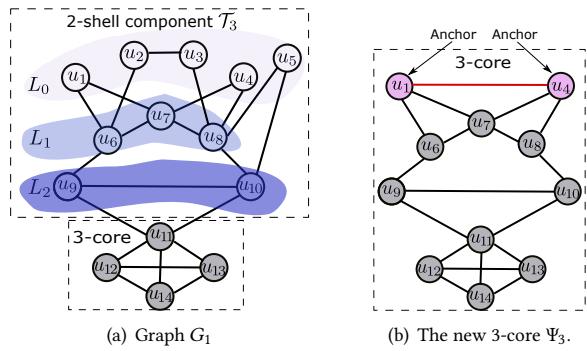 2-shell component 𝒯₃
L₀
u₁
u₂
u₃
u₄
u₅
L₁
u₆
u₇
u₈
L₂
u₉
u₁₀
3-core
u₁₁
u₁₂
u₁₃
u₁₄
(a) Graph G₁
Anchor Anchor
3-core
u₁
u₄
u₇
u₆
u₈
u₉
u₁₀
u₁₁
u₁₂
u₁₃
u₁₄
(b) The new 3-core Ψ₃.